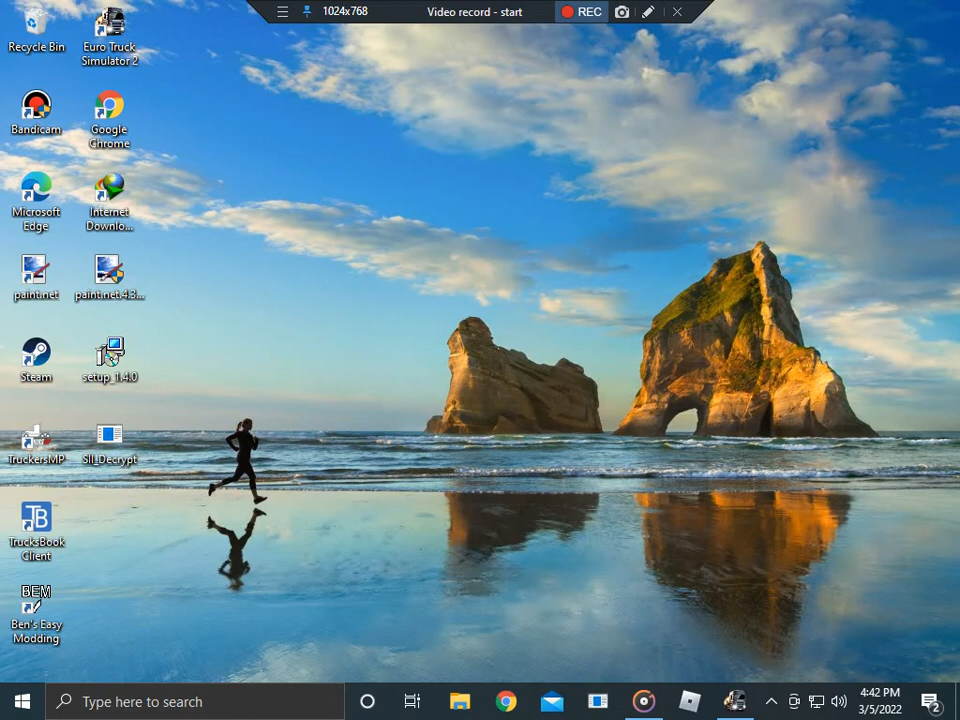 1024x768
Video record - start
REC
Recycle Bin
Euro Truck
Simulator 2
Bandicam
Google
Chrome
Microsoft
Edge
Internet
Downlo...
paint.net
paint.net.4.3...
Steam
setup_1.4.0
TruckersMP
SII_Decrypt
TB
TrucksBook
Client
BEM
Ben's Easy
Modding
Type here to search
4:42 PM
3/5/2022
2